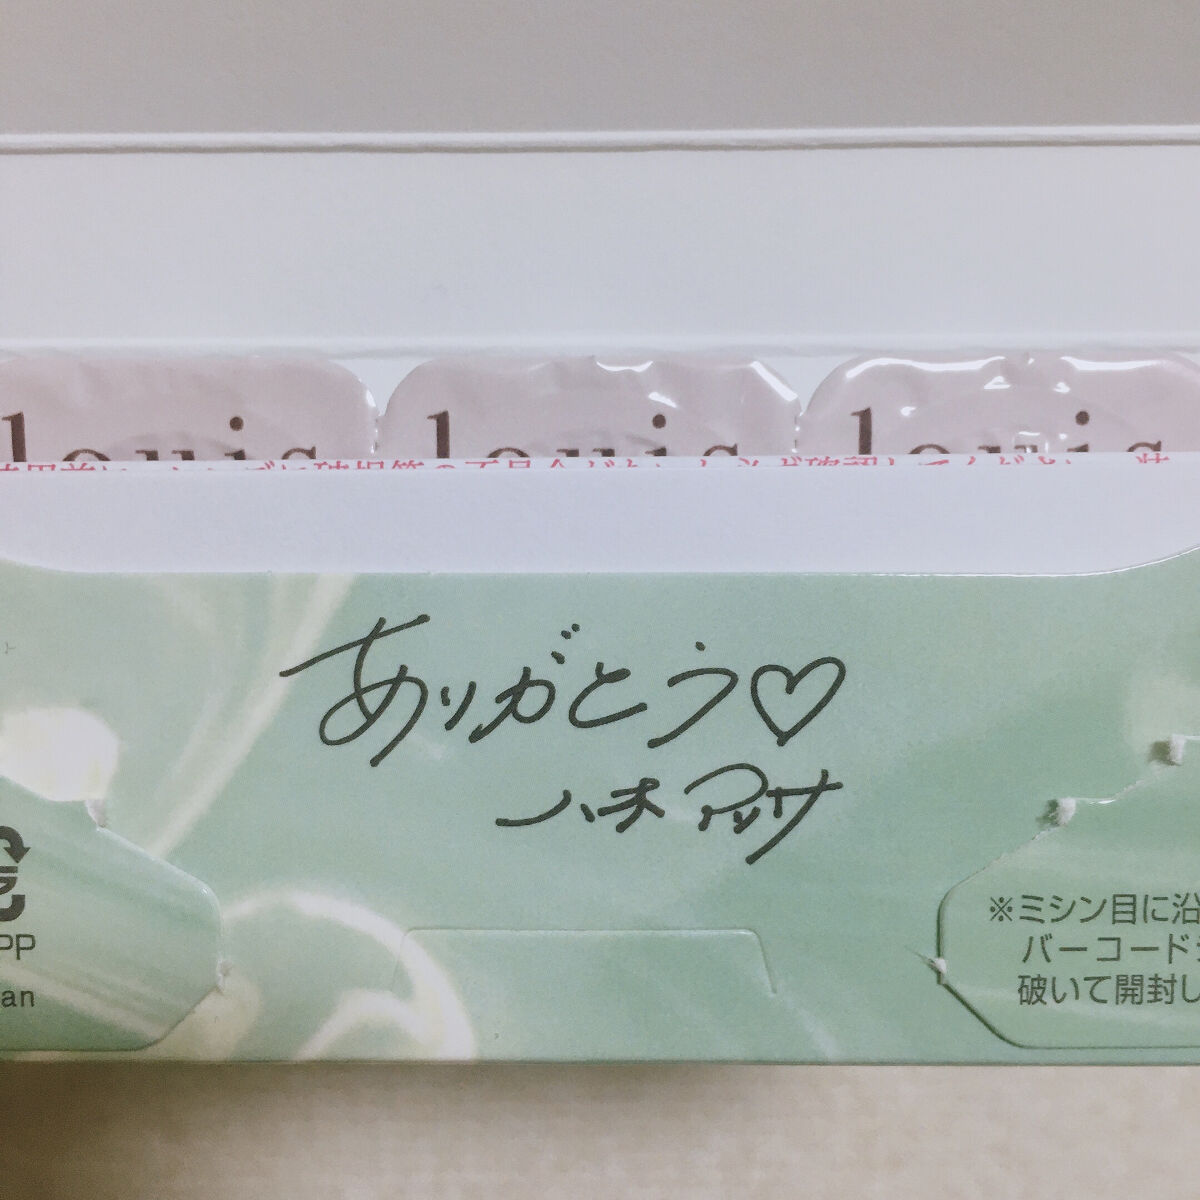 louis louis louis
ありがとう♡
八木アリサ
※ミシン目に沿
バーコード
破いて開封し
PP
an